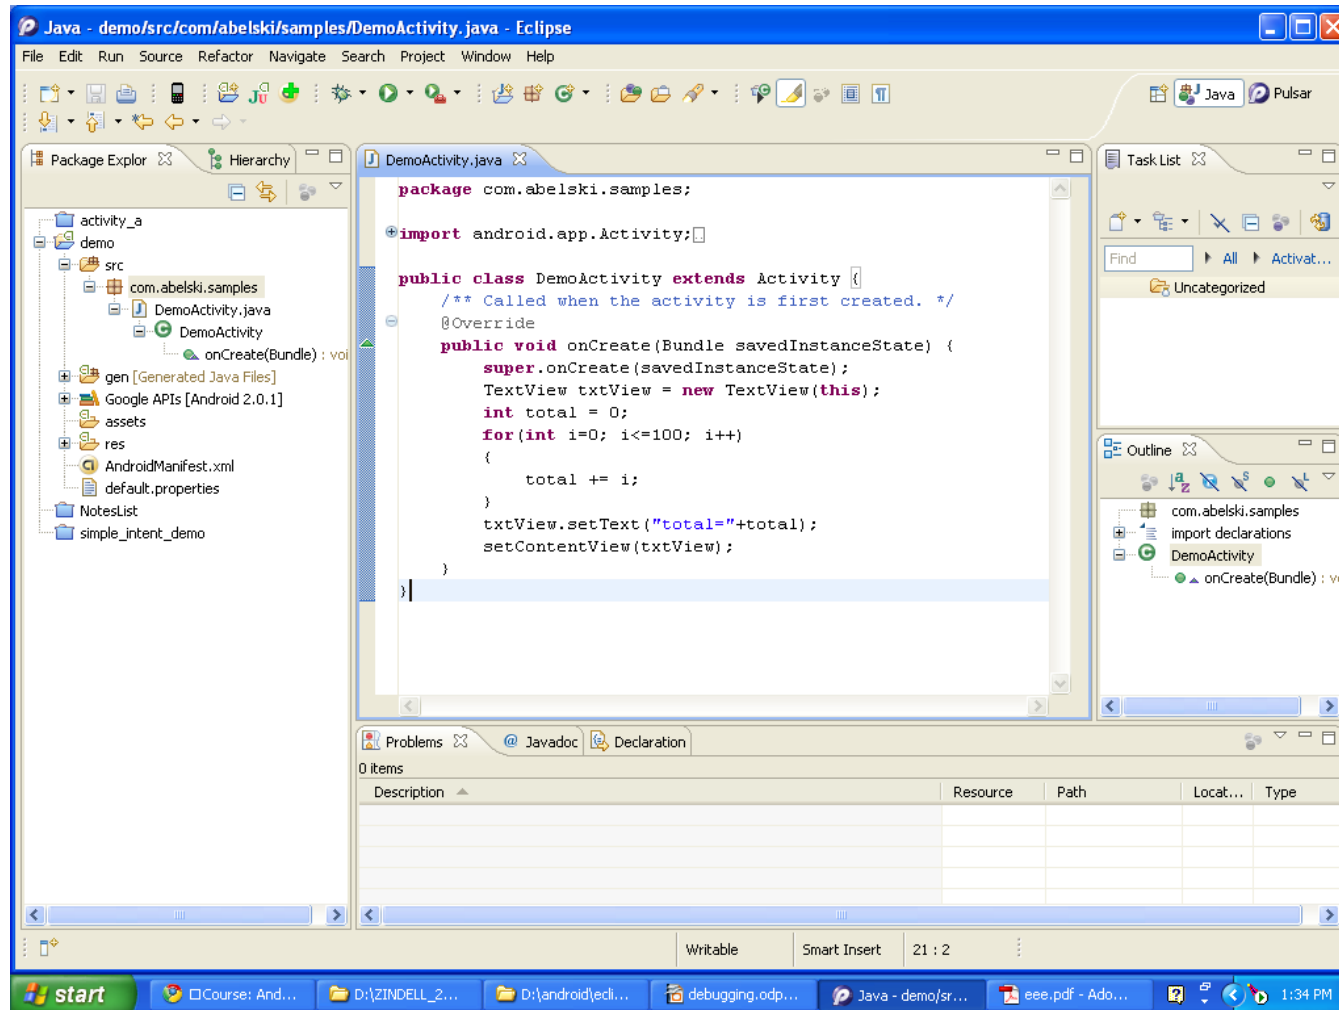 Java - demo/src/com/abelski/samples/DemoActivity.java - Eclipse
File Edit Run Source Refactor Navigate Search Project Window Help
Java
Pulsar
Package Explor
Hierarchy
activity_a
demo
src
com.abelski.samples
DemoActivity.java
DemoActivity
onCreate(Bundle) : voi
gen [Generated Java Files]
Google APIs [Android 2.0.1]
assets
res
AndroidManifest.xml
default.properties
NotesList
simple_intent_demo
DemoActivity.java
package com.abelski.samples;
import android.app.Activity;
public class DemoActivity extends Activity {
/** Called when the activity is first created. */
@Override
public void onCreate(Bundle savedInstanceState) {
super.onCreate(savedInstanceState);
TextView txtView = new TextView(this);
int total = 0;
for(int i=0; i<=100; i++)
{
total += i;
}
txtView.setText("total="+total);
setContentView(txtView);
}
}
Task List
Find
All
Activat...
Uncategorized
Outline
com.abelski.samples
import declarations
DemoActivity
onCreate(Bundle) : v
Problems
@ Javadoc
Declaration
0 items
Description Resource Path Locat... Type
Writable Smart Insert 21 : 2
start
Course: And...
D:\ZINDELL_2...
D:\android\ecli...
debugging.odp...
Java - demo/sr...
eee.pdf - Ado...
1:34 PM